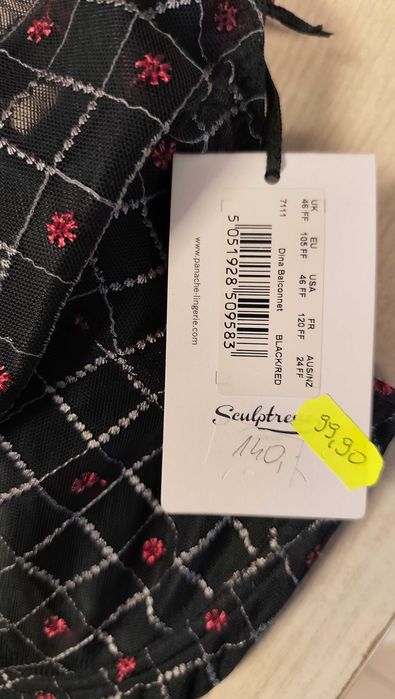 UK EU USA FR AUS/NZ
46 FF 105 FF 46 FF 120 FF 24 FF
7111 Dina Balconnet BLACK/RED
5 051928 509583
www.panache-lingerie.com
Sculptresse
99,90
140,-